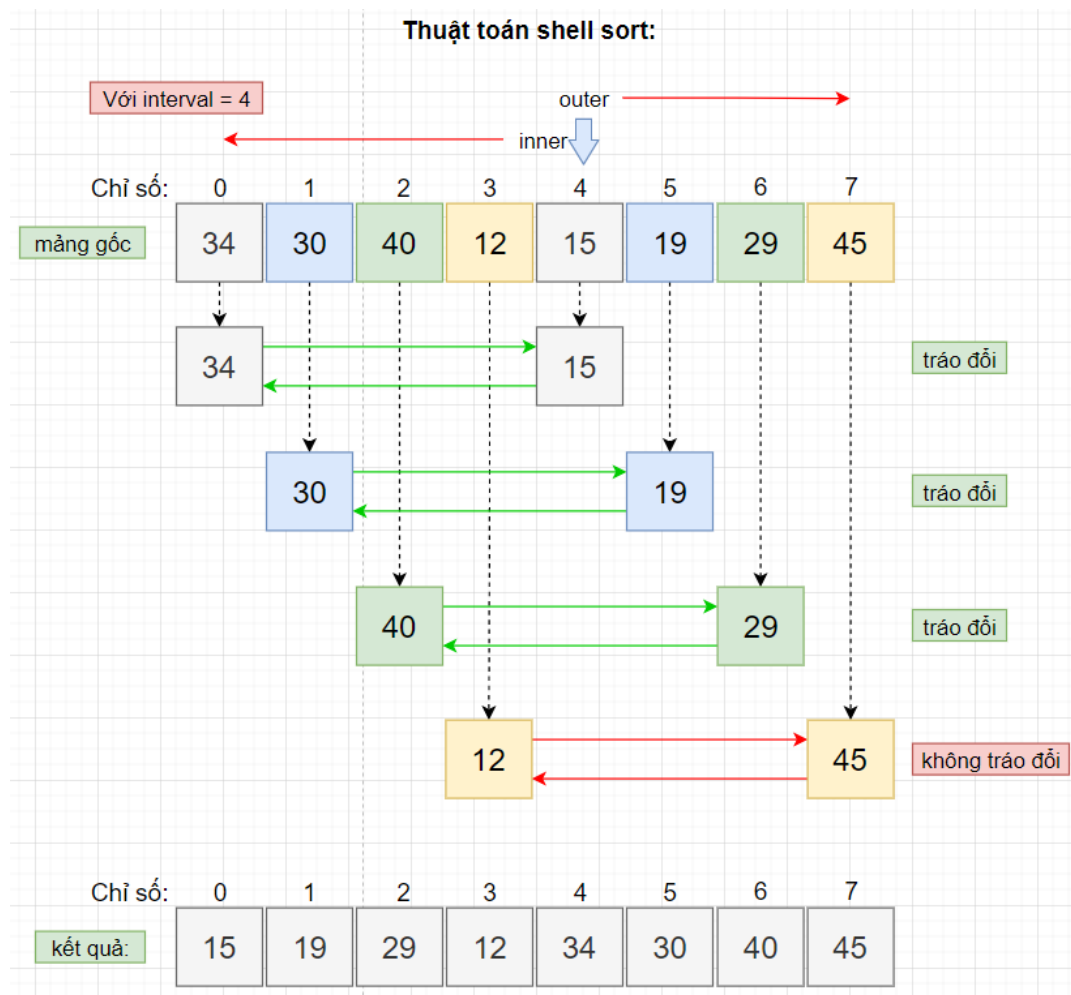 Thuật toán shell sort:
Với interval = 4
outer
inner
Chỉ số: 0 1 2 3 4 5 6 7
mảng gốc 34 30 40 12 15 19 29 45
34 15 tráo đổi
30 19 tráo đổi
40 29 tráo đổi
12 45 không tráo đổi
Chỉ số: 0 1 2 3 4 5 6 7
kết quả: 15 19 29 12 34 30 40 45